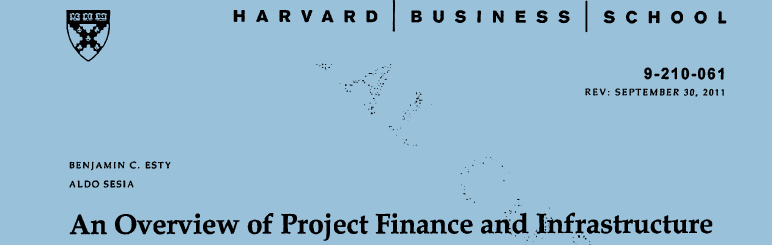 HARVARD | BUSINESS | SCHOOL
9-210-061
REV: SEPTEMBER 30, 2011
BENJAMIN C. ESTY
ALDO SESIA
An Overview of Project Finance and Infrastructure